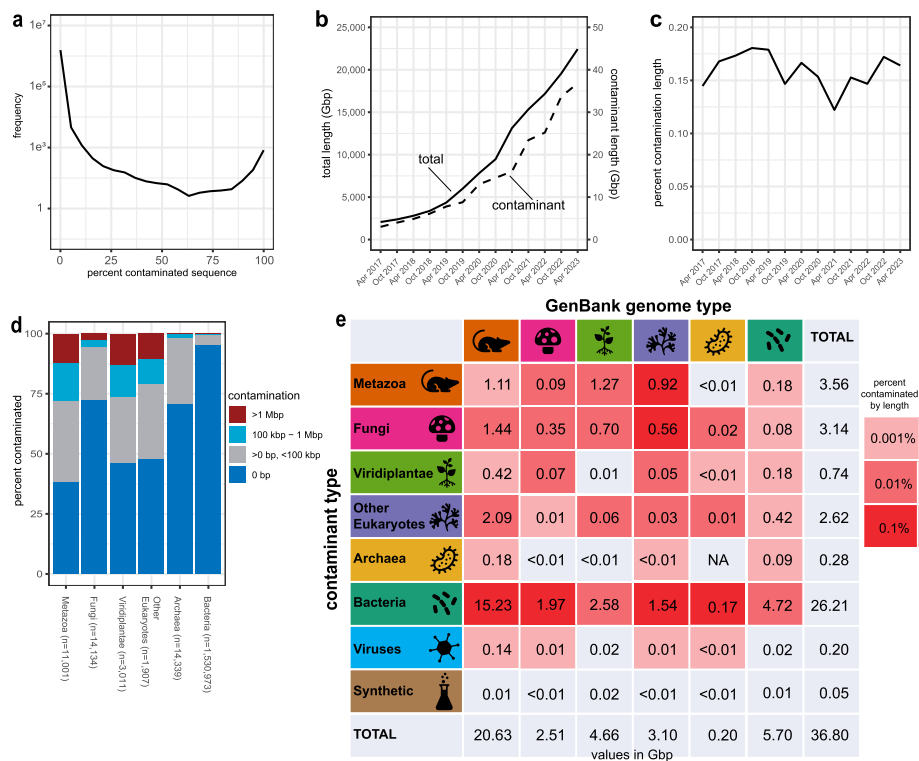 a
1e⁷
1e⁵
1e³
1
frequency
0
25
50
75
100
percent contaminated sequence
b
25,000
20,000
15,000
10,000
5,000
0
total length (Gbp)
50
40
30
20
10
0
contaminant length (Gbp)
total
contaminant
Apr 2017
Oct 2017
Apr 2018
Oct 2018
Apr 2019
Oct 2019
Apr 2020
Oct 2020
Apr 2021
Oct 2021
Apr 2022
Oct 2022
Apr 2023
c
0.20
0.15
0.10
0.05
0.00
percent contamination length
Apr 2017
Oct 2017
Apr 2018
Oct 2018
Apr 2019
Oct 2019
Apr 2020
Oct 2020
Apr 2021
Oct 2021
Apr 2022
Oct 2022
Apr 2023
d
100
75
50
25
0
percent contaminated
Metazoa (n=11,001)
Fungi (n=14,134)
Viridiplantae (n=3,011)
Other
Eukaryotes (n=1,907)
Archaea (n=14,339)
Bacteria (n=1,530,973)
contamination
>1 Mbp
100 kbp − 1 Mbp
>0 bp, <100 kbp
0 bp
e
GenBank genome type
contaminant type
TOTAL
Metazoa 1.11 0.09 1.27 0.92 <0.01 0.18 3.56
Fungi 1.44 0.35 0.70 0.56 0.02 0.08 3.14
Viridiplantae 0.42 0.07 0.01 0.05 <0.01 0.18 0.74
Other
Eukaryotes 2.09 0.01 0.06 0.03 0.01 0.42 2.62
Archaea 0.18 <0.01 <0.01 <0.01 NA 0.09 0.28
Bacteria 15.23 1.97 2.58 1.54 0.17 4.72 26.21
Viruses 0.14 0.01 0.02 0.01 <0.01 0.02 0.20
Synthetic 0.01 <0.01 0.02 <0.01 <0.01 0.01 0.05
TOTAL 20.63 2.51 4.66 3.10 0.20 5.70 36.80
values in Gbp
percent
contaminated
by length
0.001%
0.01%
0.1%